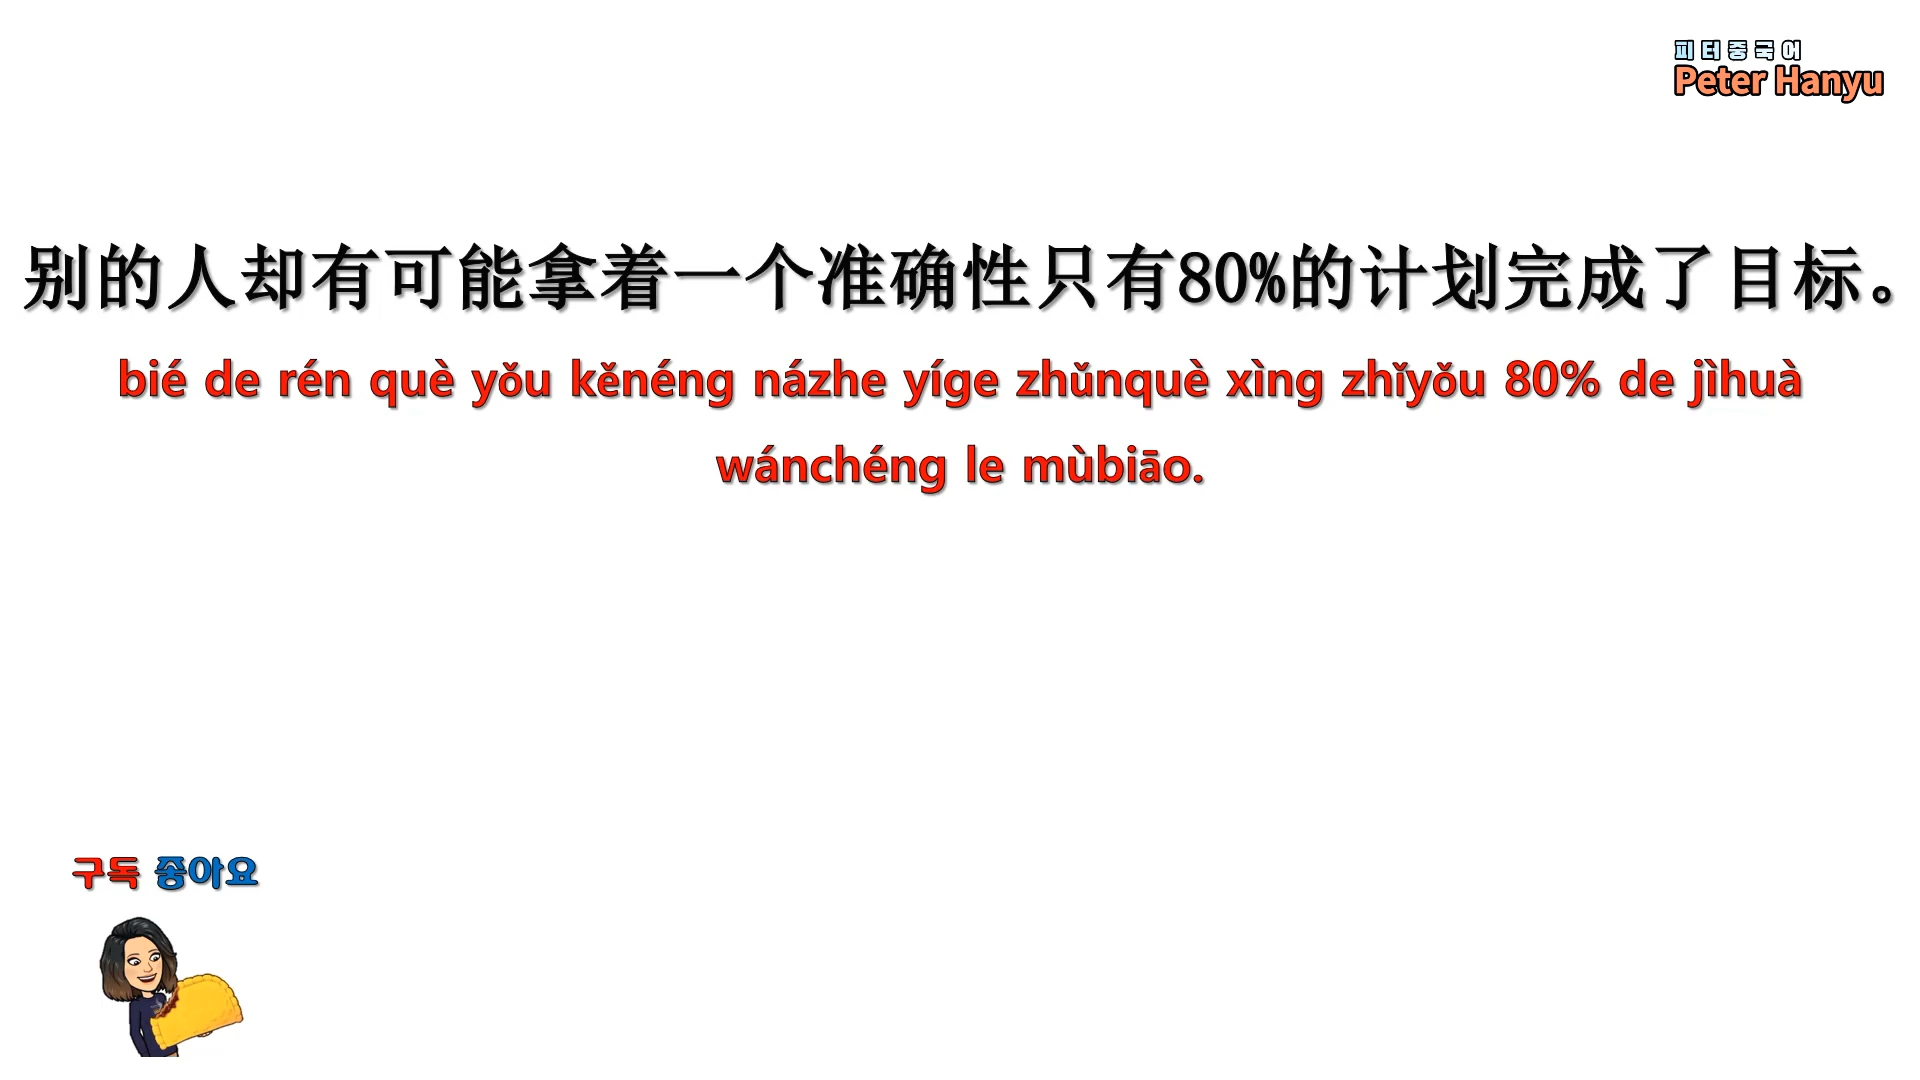 피터중국어
Peter Hanyu
别的人却有可能拿着一个准确性只有80%的计划完成了目标。
bié de rén què yǒu kěnéng názhe yíge zhǔnquè xìng zhǐyǒu 80% de jìhuà
wánchéng le mùbiāo.
구독 좋아요